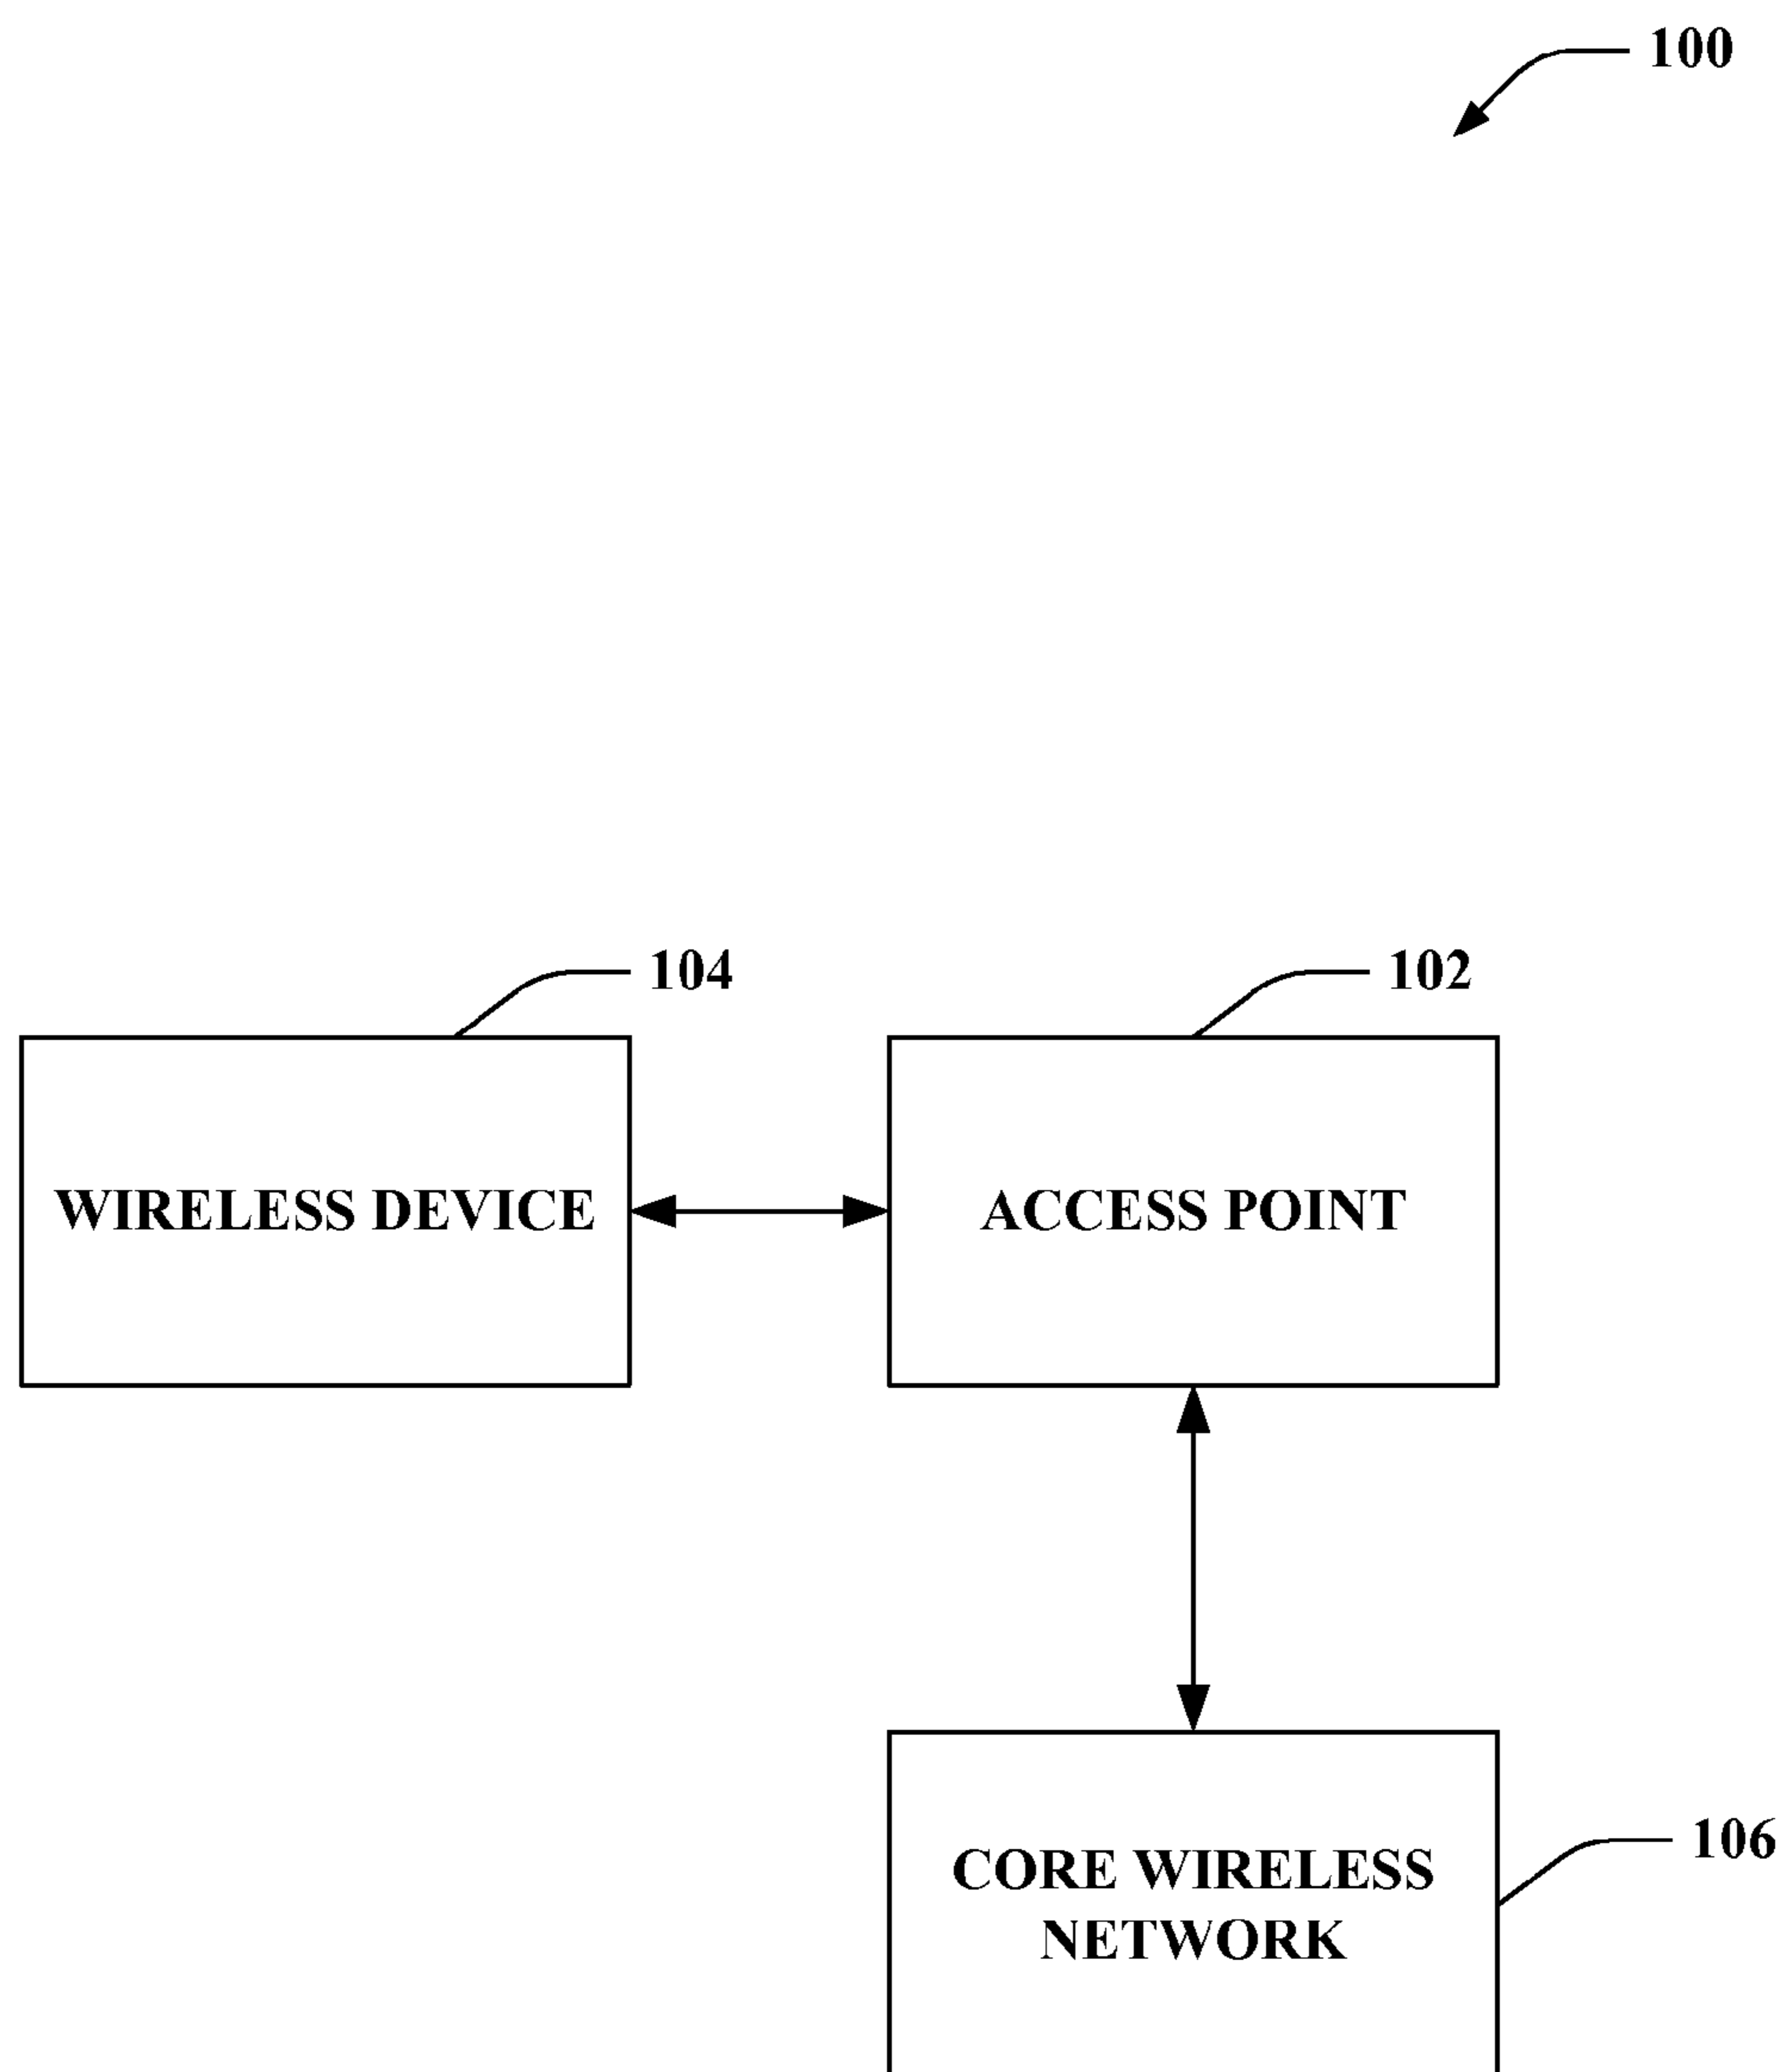 100
104
102
WIRELESS DEVICE
ACCESS POINT
106
CORE WIRELESS
NETWORK